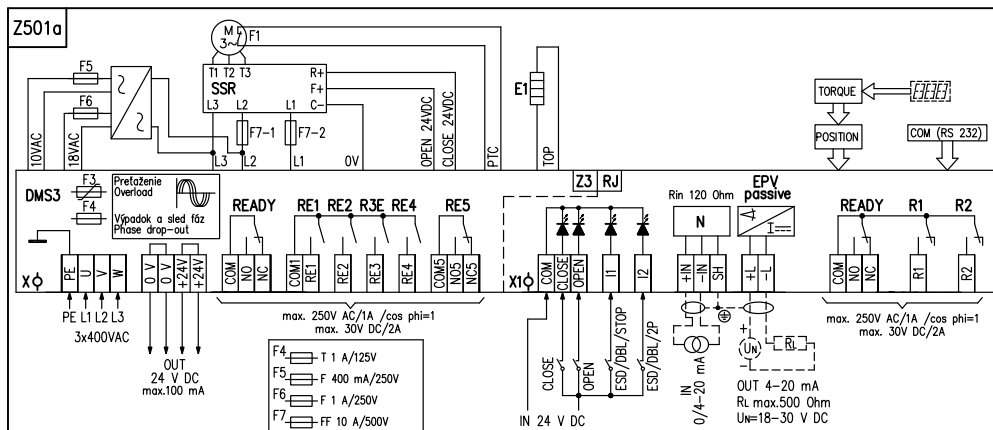 Z501a
M
3~
F1
F5
F6
T1 T2 T3
SSR
R+
F+
C-
L3 L2 L1
F7-1
F7-2
E1
TORQUE
POSITION
COM (RS 232)
10VAC
18VAC
L3 L2 L1 0V
OPEN 24VDC
CLOSE 24VDC
PTC
TOP
DMS3
F3
F4
Preťaženie
Overload
Výpadok a sled fáz
Phase drop-out
READY
RE1 RE2 R3E RE4
RE5
Z3 RJ
Rin 120 Ohm
N
EPV
passive
I
READY R1 R2
X
PE U V W
0 V 0 V +24V +24V
COM NO NC
COM1 RE1 RE2 RE3 RE4
COM5 NO5 NC5
X1
COM CLOSE OPEN I1 I2
+IN -IN SH
+L -L
COM NO NC R1 R2
PE L1 L2 L3
3x400VAC
OUT
24 V DC
max.100 mA
max. 250V AC/1A /cos phi=1
max. 30V DC/2A
F4 T 1 A/125V
F5 F 400 mA/250V
F6 F 1 A/250V
F7 FF 10 A/500V
CLOSE
OPEN
ESD/DBL/STOP
ESD/DBL/2P
IN 24 V DC
IN
0/4-20 mA
+
UN
-
RL
OUT 4-20 mA
RL max.500 Ohm
UN=18-30 V DC
max. 250V AC/1A /cos phi=1
max. 30V DC/2A